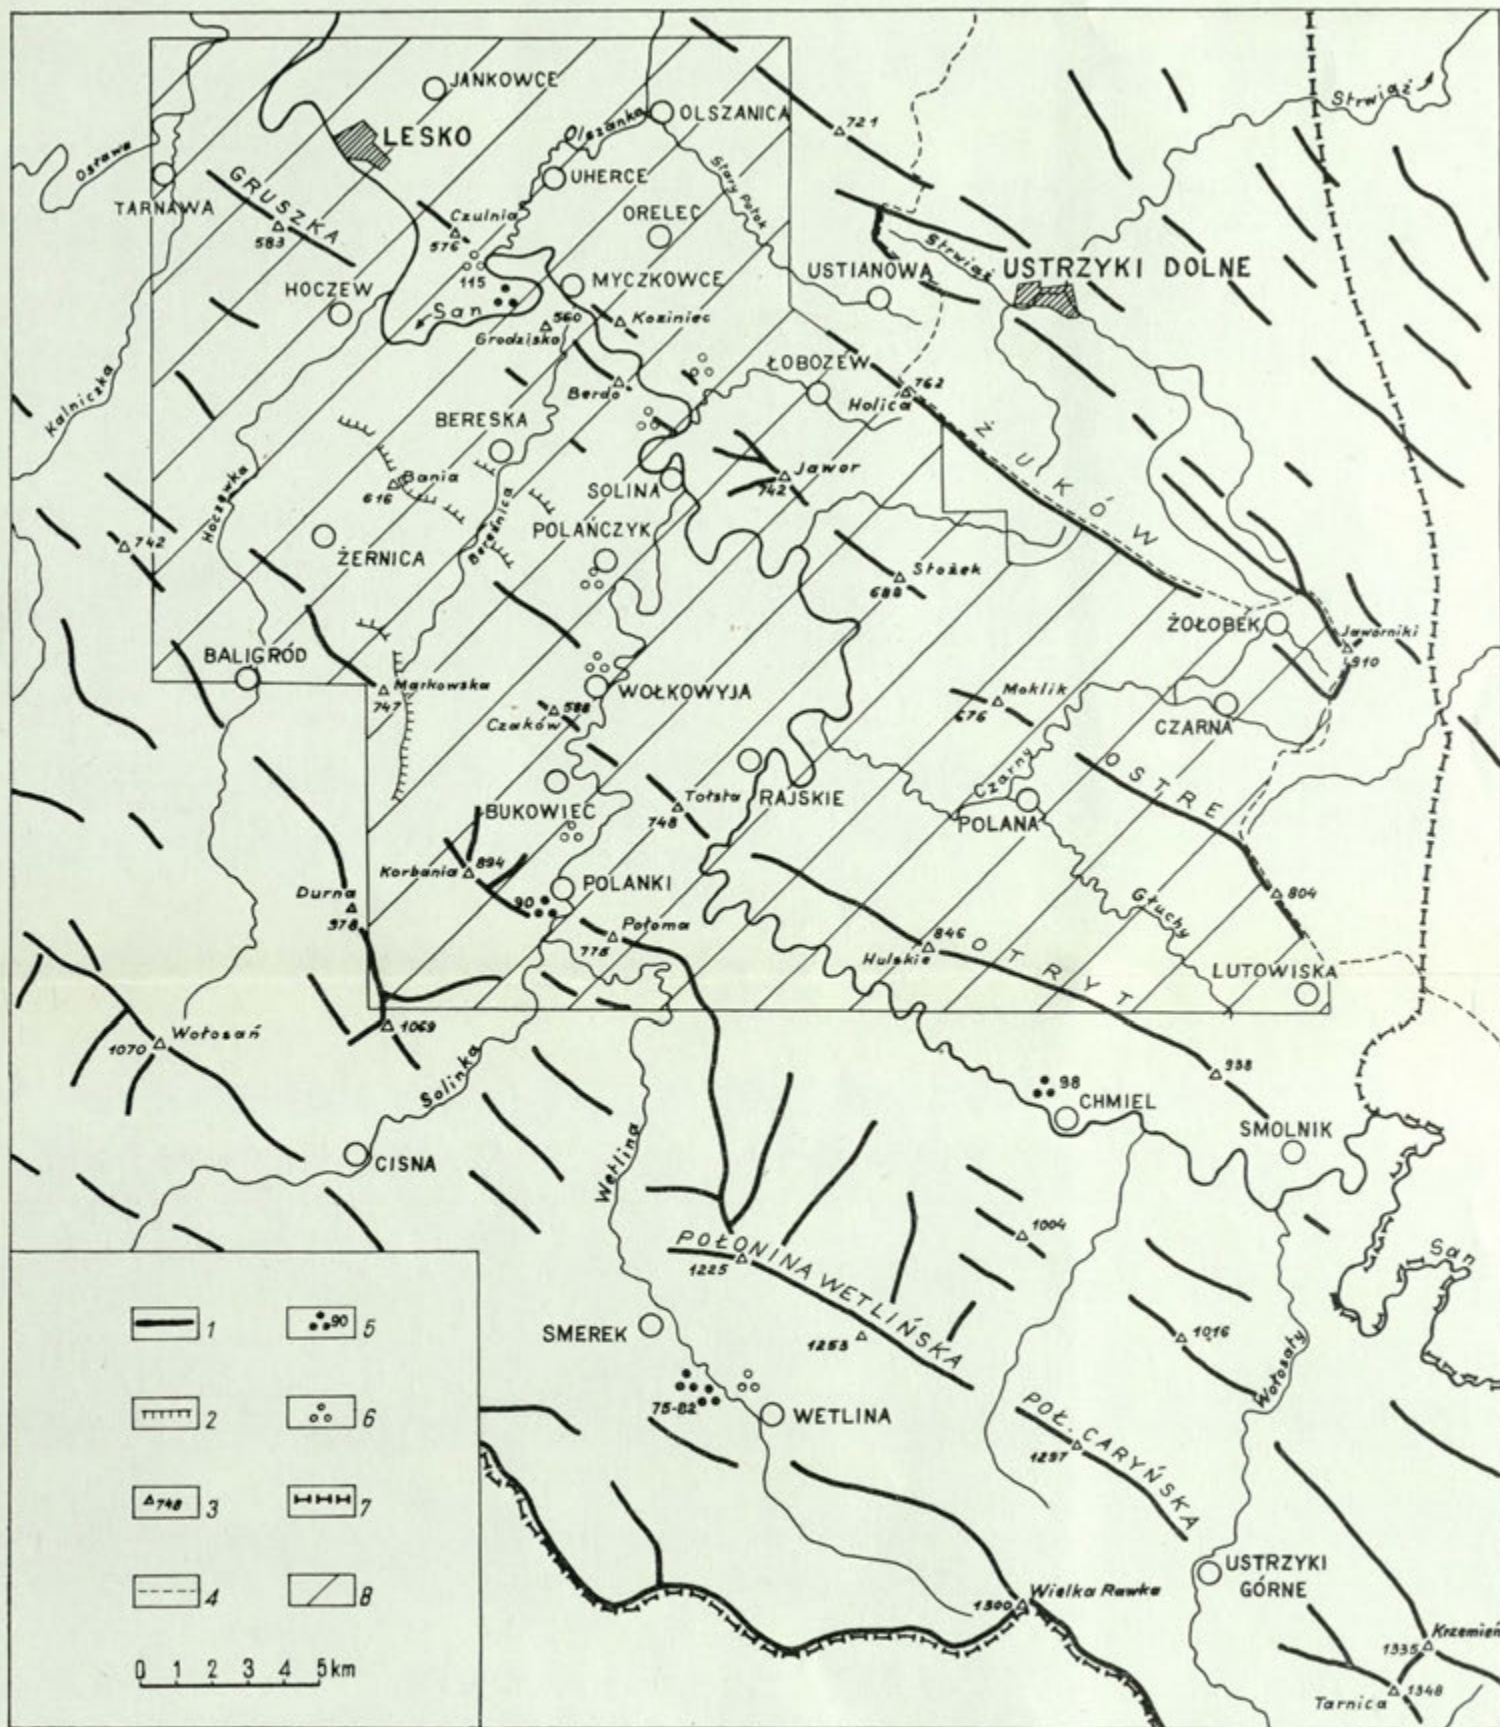 JANKOWCE
LESKO
Olszanka
OLSZANICA
721
Strwiąż
Osława
TARNAWA
GRUSZKA
583
UHERCE
Stary Potok
Czulnia
576
ORELEC
115
HOCZEW
San
MYCZKOWCE
USTIANOWA
Strwiąż
USTRZYKI DOLNE
560
Grodzisko
Koziniec
Kalniczka
Berdo
ŁOBOZEW
762
Holica
ŻUKÓW
BERESKA
Bania
616
Hoczewka
SOLINA
Jawor
742
742
ŻERNICA
Bereźnica
POLAŃCZYK
Stożek
688
BALIGRÓD
ŻOŁOBEK
Jaworniki
910
Markowska
747
WOŁKOWYJA
588
Czaków
Moklik
676
CZARNA
OSTRE
BUKOWIEC
Tołsta
748
RAJSKIE
Czarny
POLANA
Korbania
894
POLANKI
90
Durna
978
Połoma
778
846
Hulskie
OTRYT
Głuchy
804
LUTOWISKA
1069
Wołosań
1070
Solinka
938
98
CHMIEL
SMOLNIK
CISNA
Wetlina
1004
POŁONINA WETLIŃSKA
1225
San
SMEREK
1253
1016
Wołosaty
75-82
WETLINA
POŁ. CARYŃSKA
1297
USTRZYKI
GÓRNE
Wielka Rawka
1300
Krzemień
1335
Tarnica
1348
1
90 5
2
6
748 3
7
4
8
0 1 2 3 4 5km